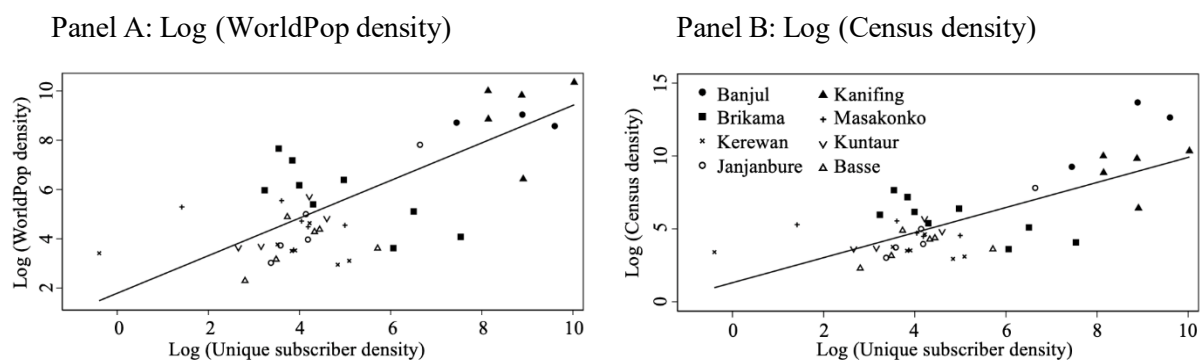 Panel A: Log (WorldPop density)
Log (WorldPop density)
10
8
6
4
2
0 2 4 6 8 10
Log (Unique subscriber density)
Panel B: Log (Census density)
Log (Census density)
15
10
5
0
Banjul Kanifing
Brikama Masakonko
Kerewan Kuntaur
Janjanbure Basse
0 2 4 6 8 10
Log (Unique subscriber density)